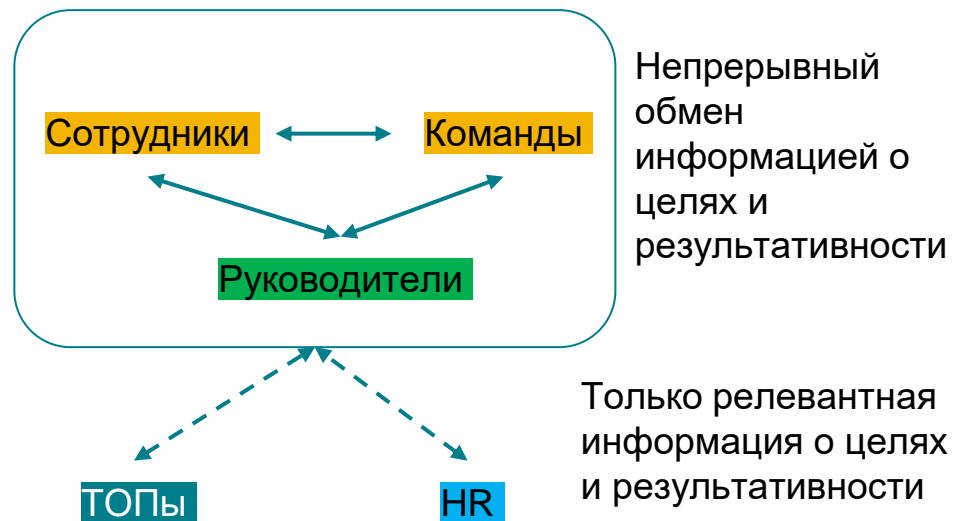 Непрерывный
обмен
информацией о
целях и
результативности
Сотрудники
Команды
Руководители
Только релевантная
информация о целях
и результативности
ТОПы
HR